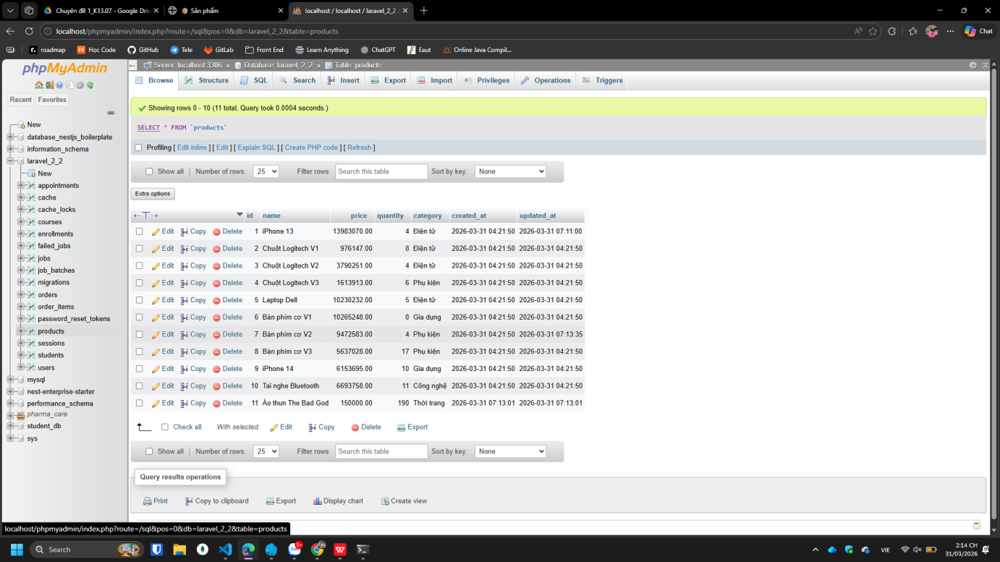 Chuyên đề 1_K13.07 - Google Driv
Sản phẩm
localhost / localhost / laravel_2_2 /
localhost/phpmyadmin/index.php?route=/sql&pos=0&db=laravel_2_2&table=products
Chat
roadmap Học Code GitHub Tele GitLab Front End Learn Anything ChatGPT Eaut Online Java Compil...
phpMyAdmin
Recent Favorites
New
database_nestjs_boilerplate
information_schema
laravel_2_2
New
appointments
cache
cache_locks
courses
enrollments
failed_jobs
jobs
job_batches
migrations
orders
order_items
password_reset_tokens
products
sessions
students
users
mysql
nest-enterprise-starter
performance_schema
pharma_care
student_db
sys
Server: localhost:3306 » Database: laravel_2_2 » Table: products
Browse Structure SQL Search Insert Export Import Privileges Operations Triggers
Showing rows 0 - 10 (11 total, Query took 0.0004 seconds.)
SELECT * FROM `products`
Profiling [ Edit inline ] [ Edit ] [ Explain SQL ] [ Create PHP code ] [ Refresh ]
Show all Number of rows: 25 Filter rows: Search this table Sort by key: None
Extra options
id name price quantity category created_at updated_at
Edit Copy Delete 1 iPhone 13 13983070.00 4 Điện tử 2026-03-31 04:21:50 2026-03-31 07:11:00
Edit Copy Delete 2 Chuột Logitech V1 976147.00 8 Điện tử 2026-03-31 04:21:50 2026-03-31 04:21:50
Edit Copy Delete 3 Chuột Logitech V2 3790251.00 4 Điện tử 2026-03-31 04:21:50 2026-03-31 04:21:50
Edit Copy Delete 4 Chuột Logitech V3 1613913.00 6 Phụ kiện 2026-03-31 04:21:50 2026-03-31 04:21:50
Edit Copy Delete 5 Laptop Dell 10230232.00 5 Điện tử 2026-03-31 04:21:50 2026-03-31 04:21:50
Edit Copy Delete 6 Bàn phím cơ V1 10265248.00 0 Gia dụng 2026-03-31 04:21:50 2026-03-31 04:21:50
Edit Copy Delete 7 Bàn phím cơ V2 9472583.00 4 Phụ kiện 2026-03-31 04:21:50 2026-03-31 07:13:35
Edit Copy Delete 8 Bàn phím cơ V3 5637028.00 17 Phụ kiện 2026-03-31 04:21:50 2026-03-31 04:21:50
Edit Copy Delete 9 iPhone 14 6153695.00 10 Gia dụng 2026-03-31 04:21:50 2026-03-31 04:21:50
Edit Copy Delete 10 Tai nghe Bluetooth 6693758.00 11 Công nghệ 2026-03-31 04:21:50 2026-03-31 04:21:50
Edit Copy Delete 11 Áo thun The Bad God 150000.00 190 Thời trang 2026-03-31 07:13:01 2026-03-31 07:13:01
Check all With selected: Edit Copy Delete Export
Show all Number of rows: 25 Filter rows: Search this table Sort by key: None
Query results operations
Print Copy to clipboard Export Display chart Create view
localhost/phpmyadmin/index.php?route=/sql&pos=0&db=laravel_2_2&table=products
Search
5+
VIE
2:14 CH
31/03/2026